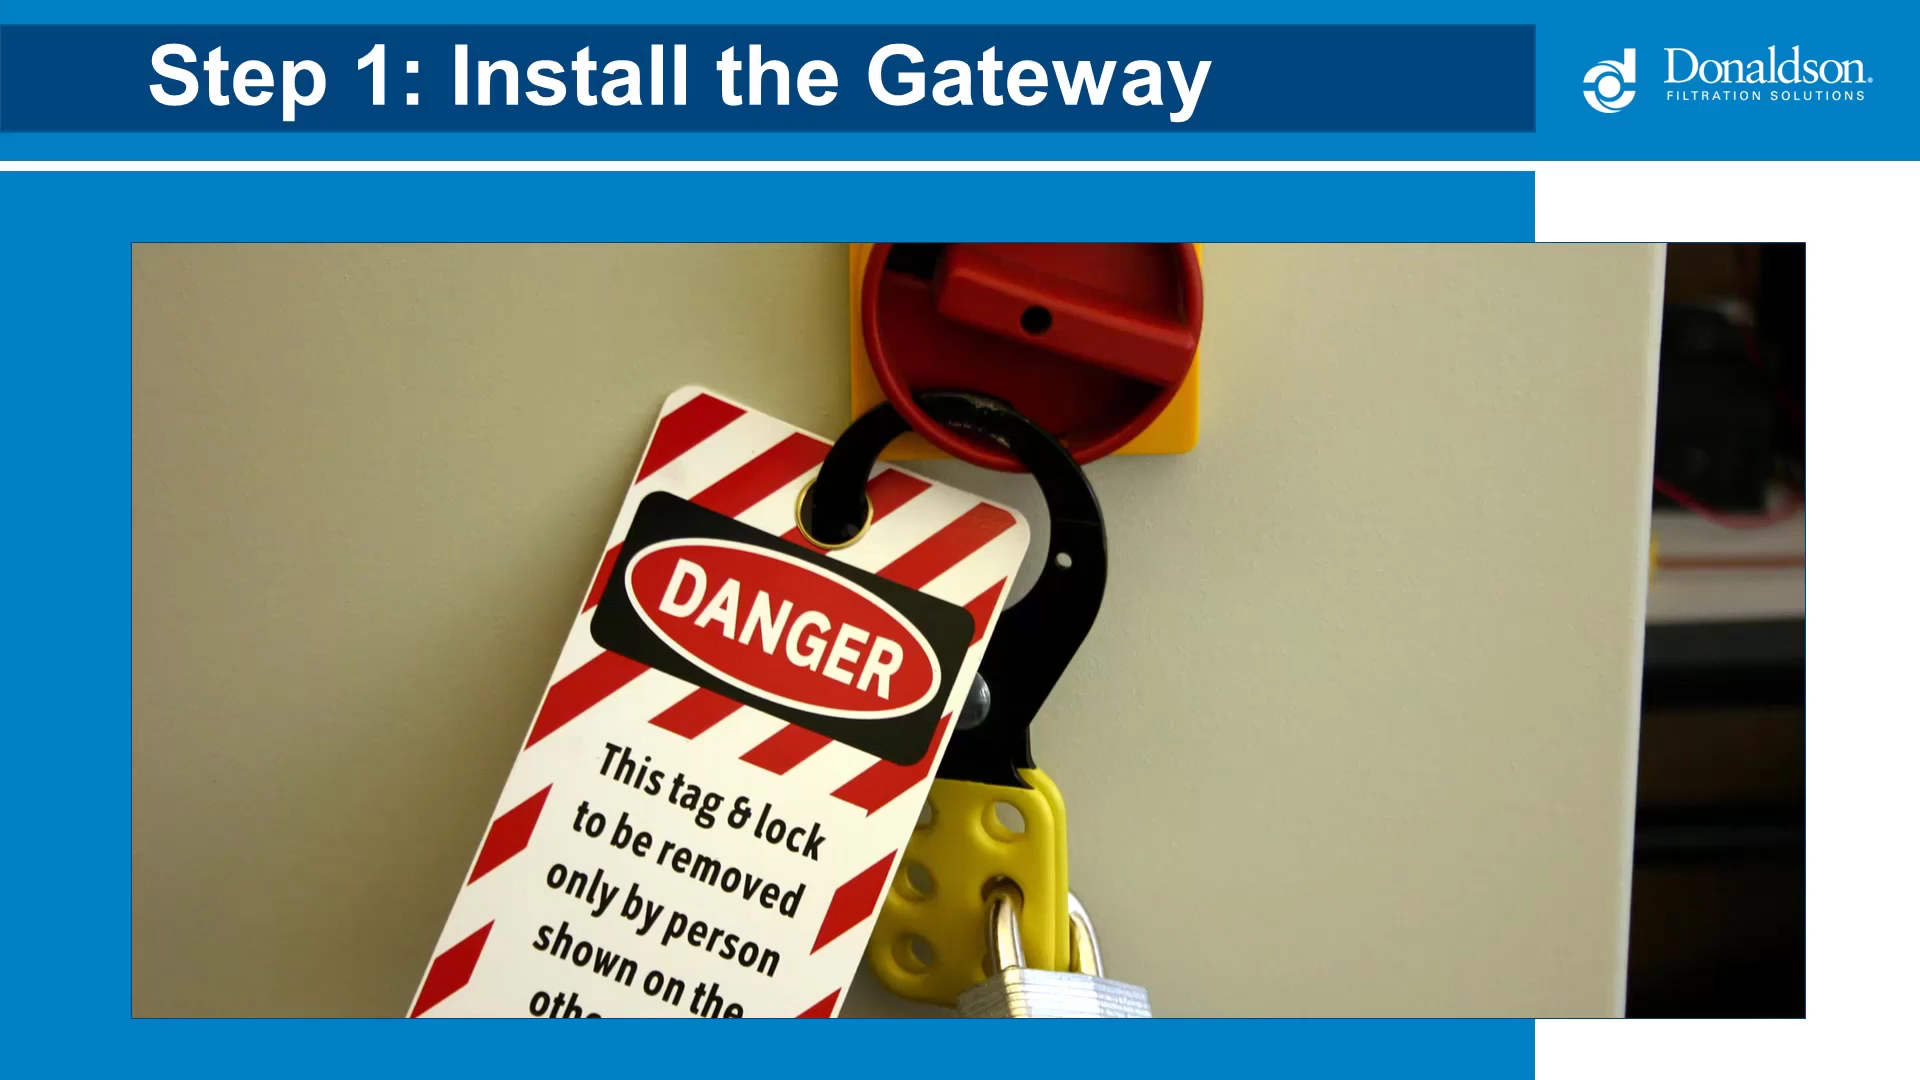 Step 1: Install the Gateway
Donaldson®
FILTRATION SOLUTIONS
DANGER
This tag & lock
to be removed
only by person
shown on the